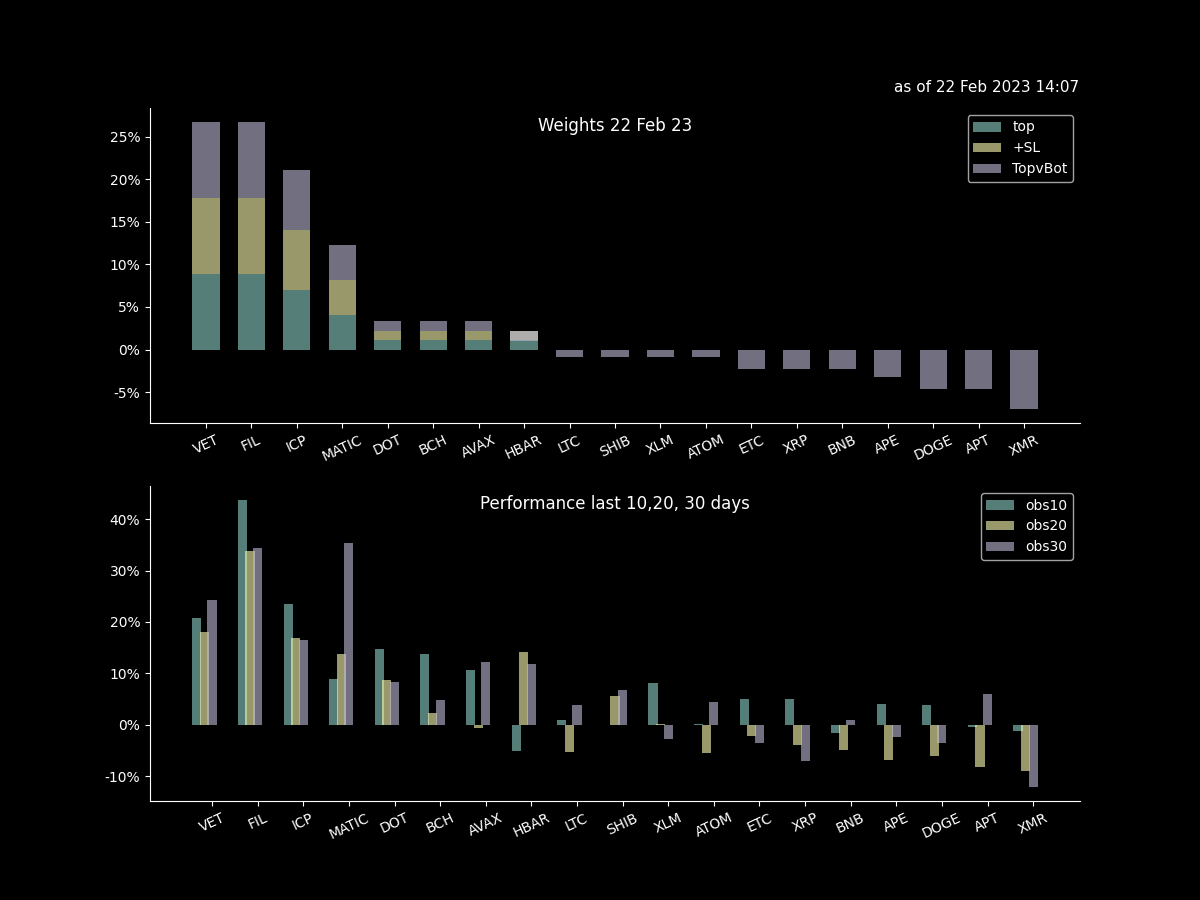 as of 22 Feb 2023 14:07
Weights 22 Feb 23
top
+SL
TopvBot
25%
20%
15%
10%
5%
0%
-5%
VET FIL ICP MATIC DOT BCH AVAX HBAR LTC SHIB XLM ATOM ETC XRP BNB APE DOGE APT XMR
Performance last 10,20, 30 days
obs10
obs20
obs30
40%
30%
20%
10%
0%
-10%
VET FIL ICP MATIC DOT BCH AVAX HBAR LTC SHIB XLM ATOM ETC XRP BNB APE DOGE APT XMR